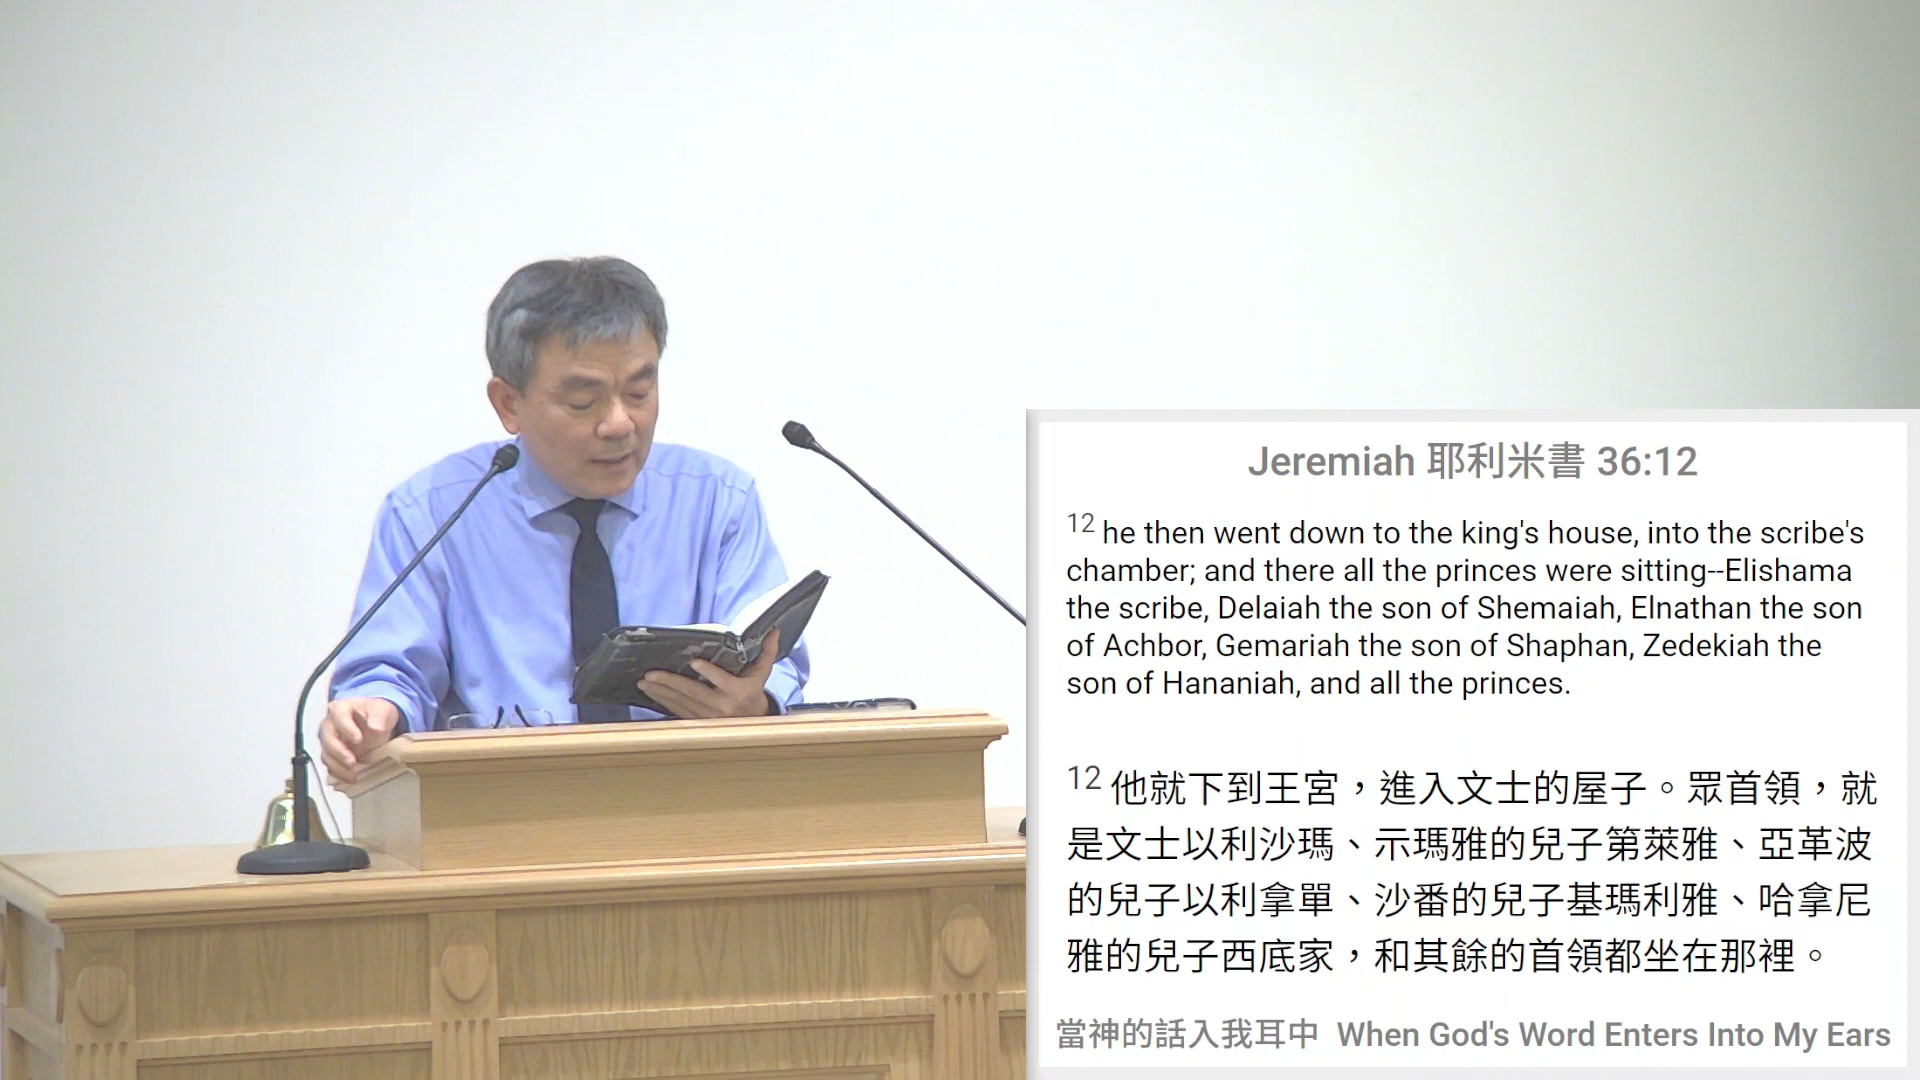 Jeremiah 耶利米書 36:12
12 he then went down to the king's house, into the scribe's
chamber; and there all the princes were sitting--Elishama
the scribe, Delaiah the son of Shemaiah, Elnathan the son
of Achbor, Gemariah the son of Shaphan, Zedekiah the
son of Hananiah, and all the princes.
12 他就下到王宮，進入文士的屋子。眾首領，就
是文士以利沙瑪、示瑪雅的兒子第萊雅、亞革波
的兒子以利拿單、沙番的兒子基瑪利雅、哈拿尼
雅的兒子西底家，和其餘的首領都坐在那裡。
當神的話入我耳中 When God's Word Enters Into My Ears